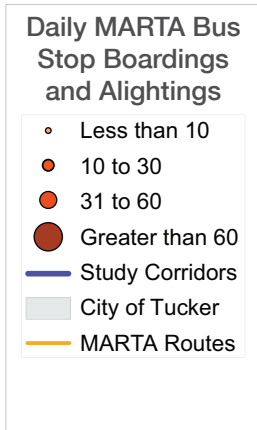 Daily MARTA Bus
Stop Boardings
and Alightings
Less than 10
10 to 30
31 to 60
Greater than 60
Study Corridors
City of Tucker
MARTA Routes